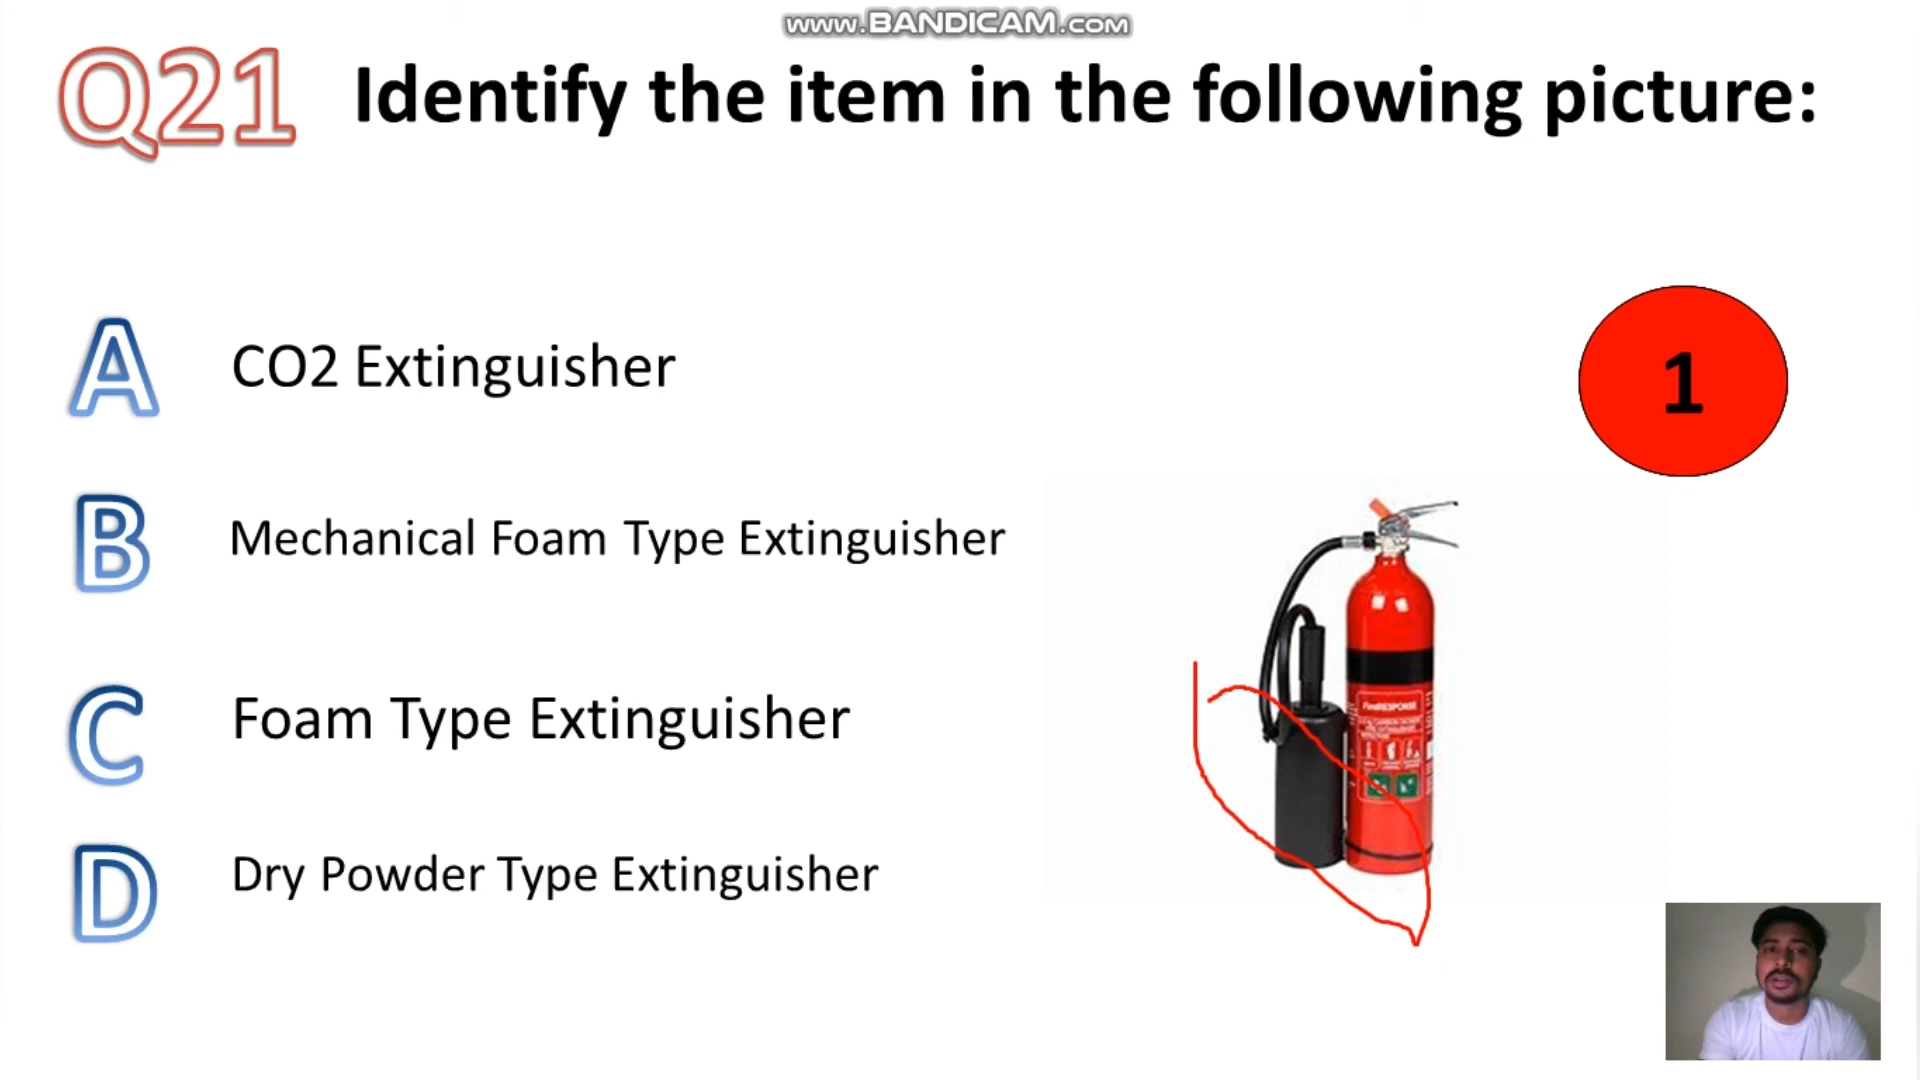 www.BANDICAM.com
Q21 Identify the item in the following picture:
A CO2 Extinguisher
1
B Mechanical Foam Type Extinguisher
C Foam Type Extinguisher
D Dry Powder Type Extinguisher
FireRESPONSE